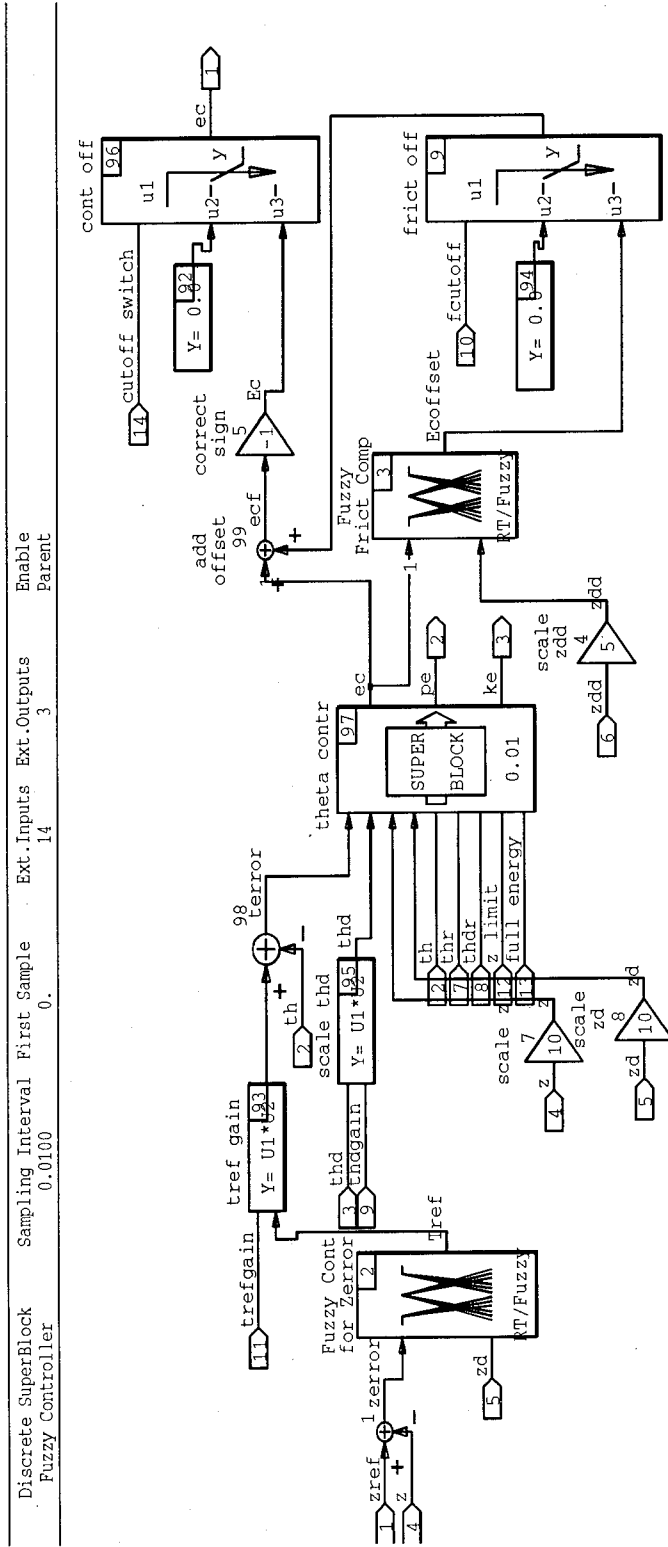 Discrete SuperBlock Sampling Interval First Sample Ext.Inputs Ext.Outputs Enable
Fuzzy Controller 0.0100 0. 14 3 Parent
cont off
96
u1
u2-
u3-
y
ec
1
cutoff switch
14
92
Y= 0.0
correct
sign
5
-1
Ec
add
offset
99
ecf
+
+
frict off
9
u1
u2-
u3-
y
fcutoff
10
94
Y= 0.0
Ecoffset
Fuzzy
Frict Comp
3
RT/Fuzzy
1-
scale
zdd
4
5
zdd
zdd
6
theta contr
97
SUPER
BLOCK
0.01
ec
pe
2
ke
3
98
terror
+
-
th
2
tref gain
93
Y= U1*U2
trefgain
11
scale thd
95
Y= U1*U2
thd
thd
3
thdgain
9
th
2
thr
7
thdr
8
z limit
12
full energy
13
scale z
7
10
z
z
4
scale
zd
8
10
zd
zd
5
Tref
Fuzzy Cont
for Zerror
2
RT/Fuzzy
zd
5
1
zerror
zref
1
+
-
z
4